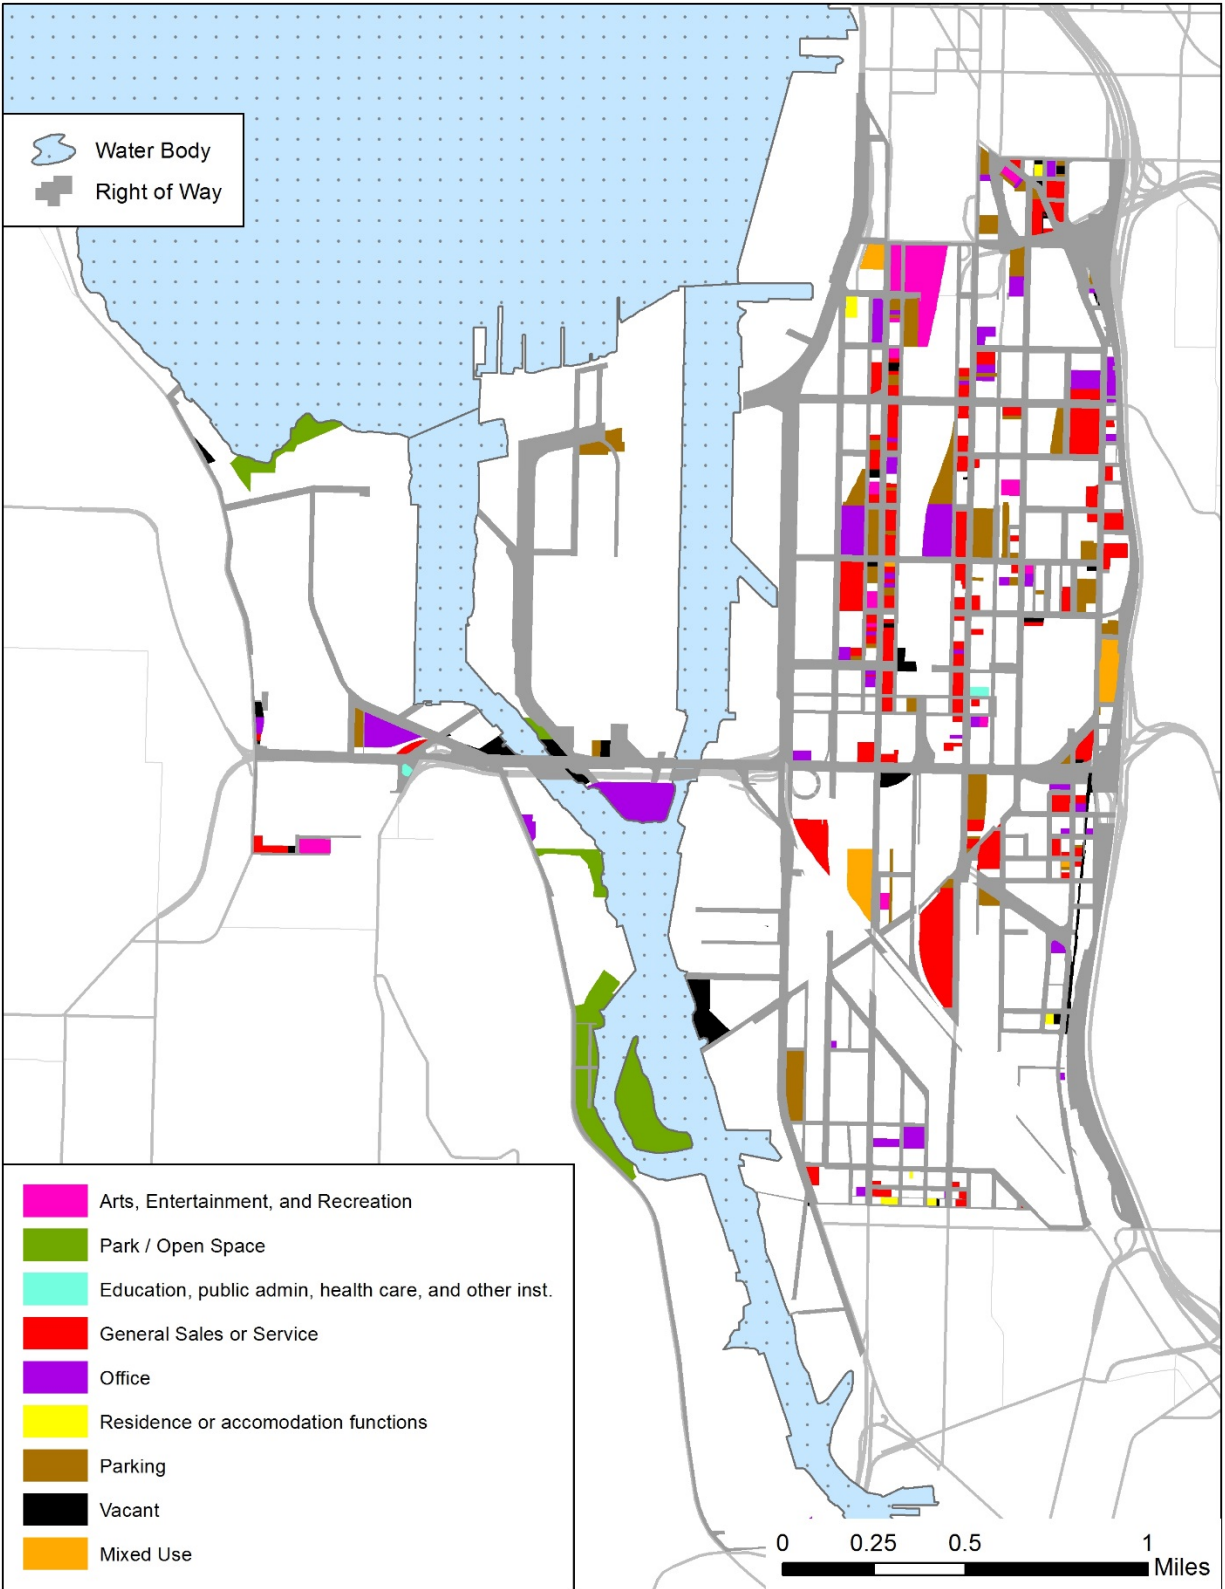 Water Body
Right of Way
Arts, Entertainment, and Recreation
Park / Open Space
Education, public admin, health care, and other inst.
General Sales or Service
Office
Residence or accomodation functions
Parking
Vacant
Mixed Use
0 0.25 0.5 1
Miles